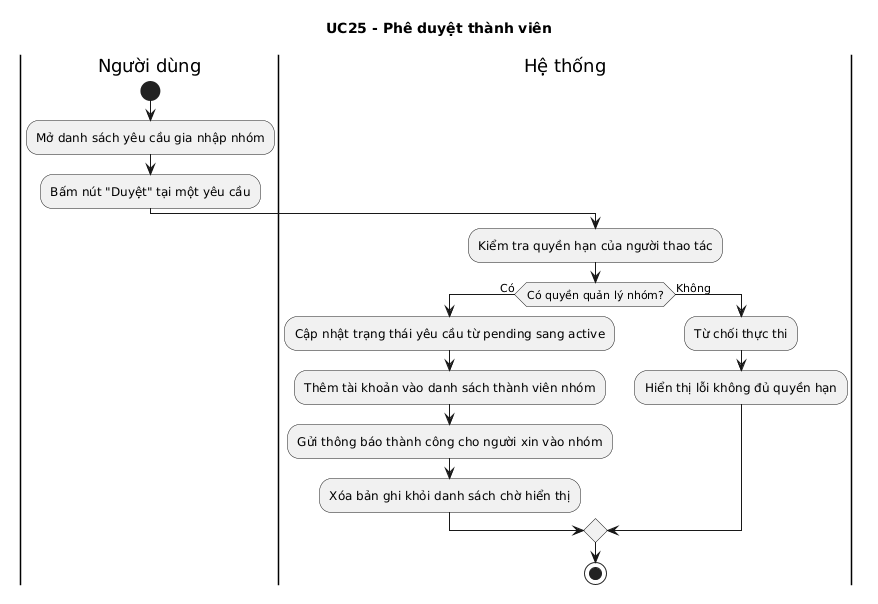 UC25 - Phê duyệt thành viên
Người dùng
Hệ thống
Mở danh sách yêu cầu gia nhập nhóm
Bấm nút "Duyệt" tại một yêu cầu
Kiểm tra quyền hạn của người thao tác
Có quyền quản lý nhóm?
Có
Không
Cập nhật trạng thái yêu cầu từ pending sang active
Từ chối thực thi
Thêm tài khoản vào danh sách thành viên nhóm
Hiển thị lỗi không đủ quyền hạn
Gửi thông báo thành công cho người xin vào nhóm
Xóa bản ghi khỏi danh sách chờ hiển thị